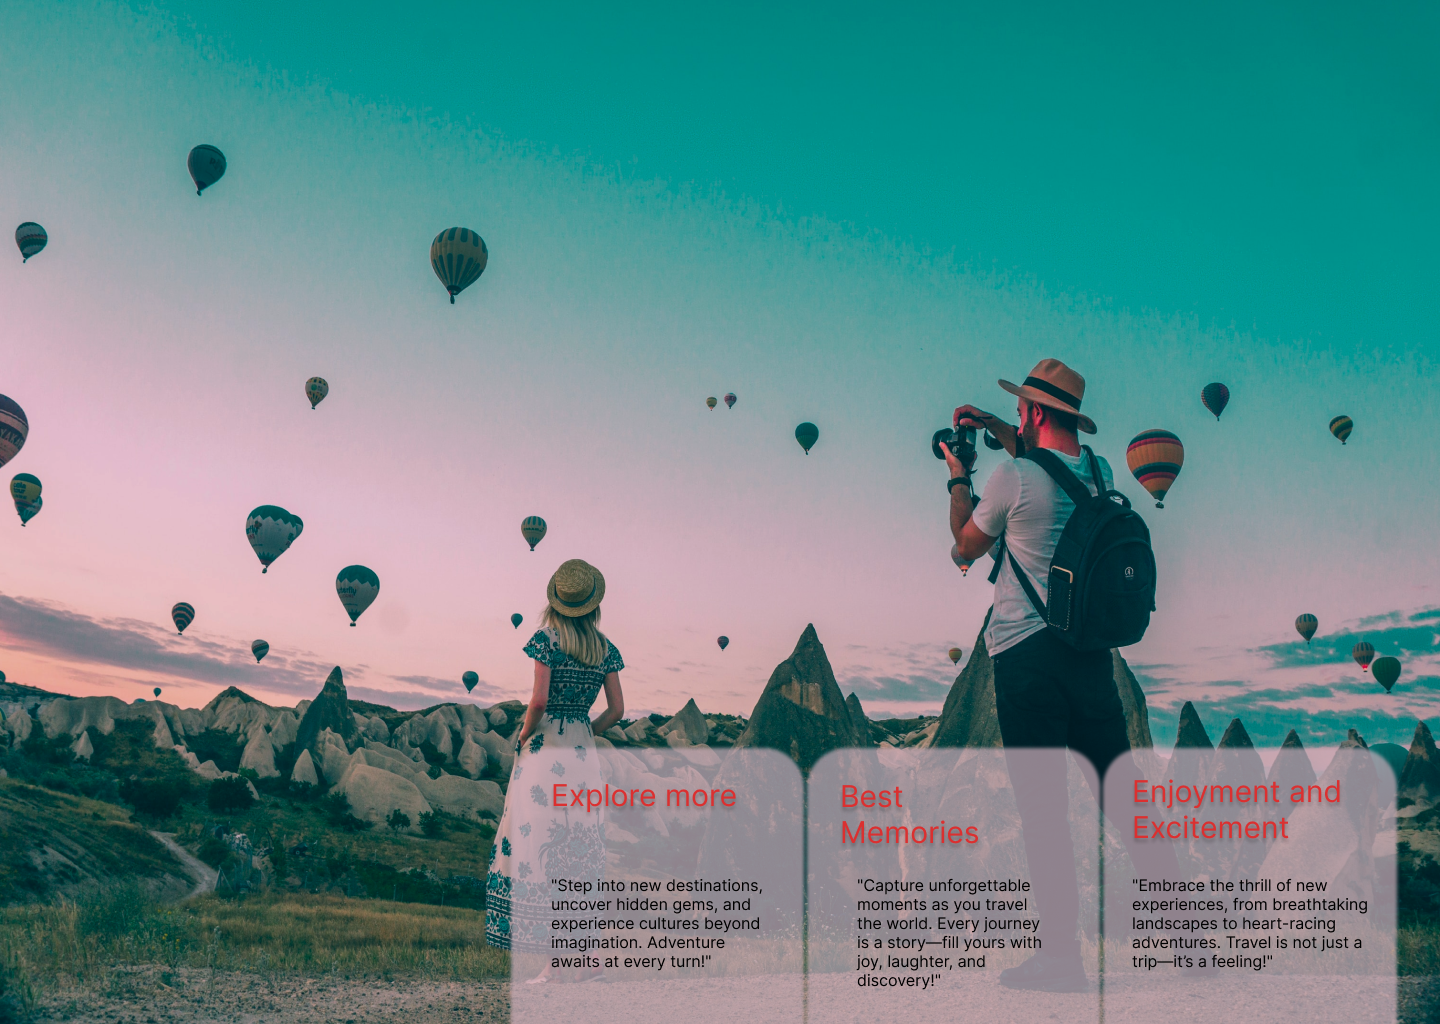 Explore more
"Step into new destinations,
uncover hidden gems, and
experience cultures beyond
imagination. Adventure
awaits at every turn!"
Best
Memories
"Capture unforgettable
moments as you travel
the world. Every journey
is a story—fill yours with
joy, laughter, and
discovery!"
Enjoyment and
Excitement
"Embrace the thrill of new
experiences, from breathtaking
landscapes to heart-racing
adventures. Travel is not just a
trip—it’s a feeling!"